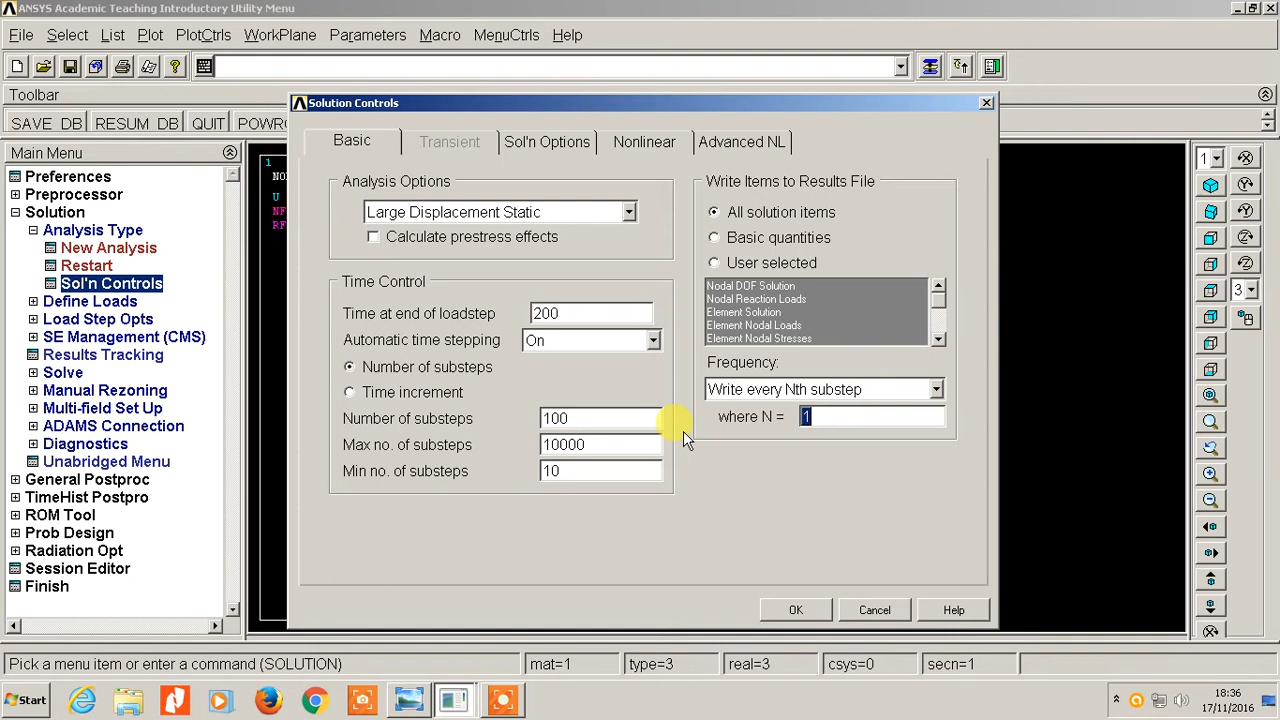 ANSYS Academic Teaching Introductory Utility Menu
File Select List Plot PlotCtrls WorkPlane Parameters Macro MenuCtrls Help
Toolbar
SAVE_DB RESUM_DB QUIT POWRG
Main Menu
Preferences
Preprocessor
Solution
Analysis Type
New Analysis
Restart
Sol'n Controls
Define Loads
Load Step Opts
SE Management (CMS)
Results Tracking
Solve
Manual Rezoning
Multi-field Set Up
ADAMS Connection
Diagnostics
Unabridged Menu
General Postproc
TimeHist Postpro
ROM Tool
Prob Design
Radiation Opt
Session Editor
Finish
1
U
Solution Controls
Basic Transient Sol'n Options Nonlinear Advanced NL
Analysis Options
Large Displacement Static
Calculate prestress effects
Time Control
Time at end of loadstep 200
Automatic time stepping On
Number of substeps
Time increment
Number of substeps 100
Max no. of substeps 10000
Min no. of substeps 10
Write Items to Results File
All solution items
Basic quantities
User selected
Nodal DOF Solution
Nodal Reaction Loads
Element Solution
Element Nodal Loads
Element Nodal Stresses
Frequency:
Write every Nth substep
where N = 1
OK Cancel Help
1
3
Pick a menu item or enter a command (SOLUTION) mat=1 type=3 real=3 csys=0 secn=1
Start
18:36
17/11/2016